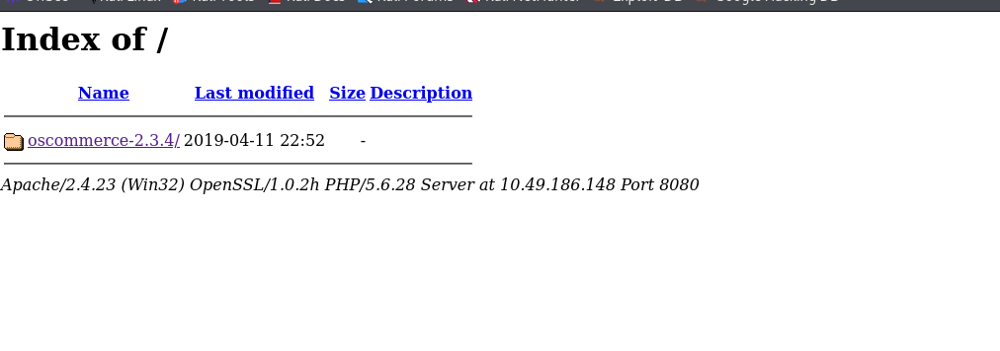 Index of /
Name Last modified Size Description
oscommerce-2.3.4/ 2019-04-11 22:52 -
Apache/2.4.23 (Win32) OpenSSL/1.0.2h PHP/5.6.28 Server at 10.49.186.148 Port 8080